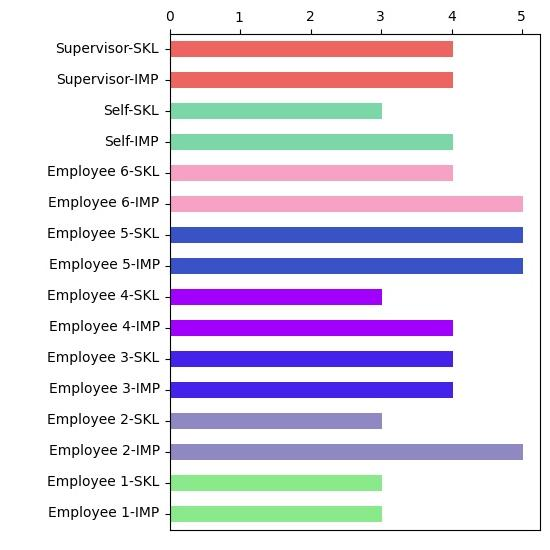 0 1 2 3 4 5
Supervisor-SKL
Supervisor-IMP
Self-SKL
Self-IMP
Employee 6-SKL
Employee 6-IMP
Employee 5-SKL
Employee 5-IMP
Employee 4-SKL
Employee 4-IMP
Employee 3-SKL
Employee 3-IMP
Employee 2-SKL
Employee 2-IMP
Employee 1-SKL
Employee 1-IMP